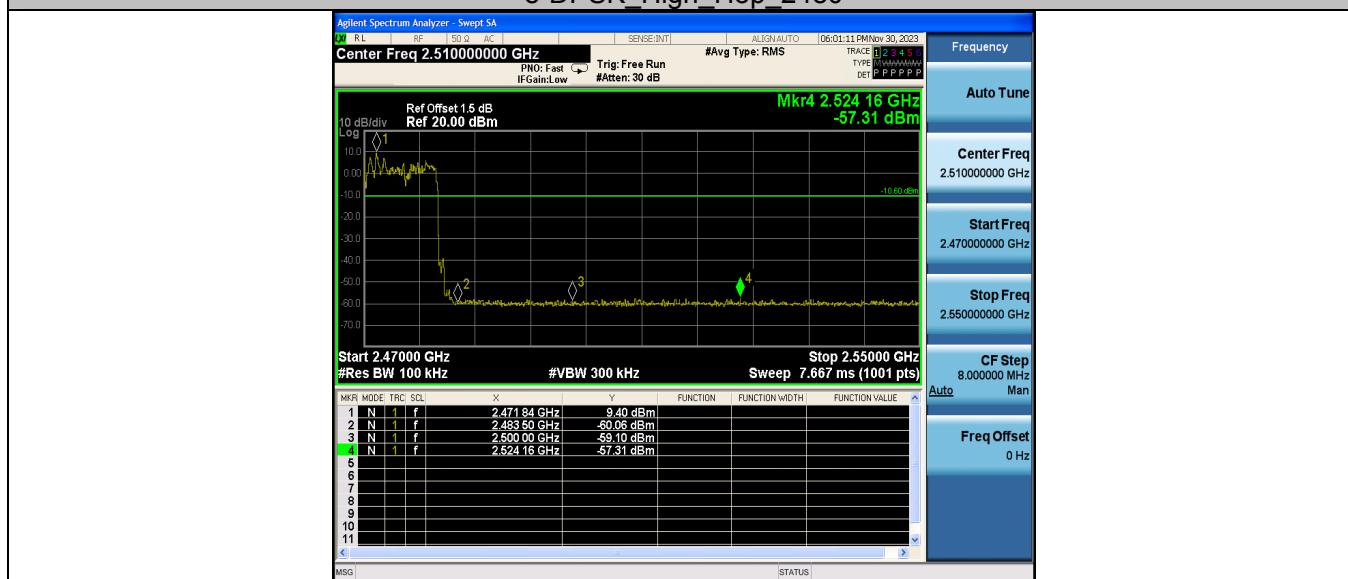 Agilent Spectrum Analyzer - Swept SA
RL RF 50 Ω AC SENSE:INT ALIGNAUTO 06:01:11 PM Nov 30, 2023
Center Freq 2.510000000 GHz
PNO: Fast
IFGain:Low
Trig: Free Run
#Atten: 30 dB
#Avg Type: RMS
TRACE 1 2 3 4 5 6
TYPE M
DET P P P P P P
Ref Offset 1.5 dB
10 dB/div Ref 20.00 dBm
Mkr4 2.524 16 GHz
-57.31 dBm
Log
10.0
0.00
-10.0
-20.0
-30.0
-40.0
-50.0
-60.0
-70.0
1
2
3
4
-10.60 dBm
Start 2.47000 GHz Stop 2.55000 GHz
#Res BW 100 kHz #VBW 300 kHz Sweep 7.667 ms (1001 pts)
MKR MODE TRC SCL X Y FUNCTION FUNCTION WIDTH FUNCTION VALUE
1 N 1 f 2.471 84 GHz 9.40 dBm
2 N 1 f 2.483 50 GHz -60.06 dBm
3 N 1 f 2.500 00 GHz -59.10 dBm
4 N 1 f 2.524 16 GHz -57.31 dBm
5
6
7
8
9
10
11
MSG STATUS
Frequency
Auto Tune
Center Freq
2.510000000 GHz
Start Freq
2.470000000 GHz
Stop Freq
2.550000000 GHz
CF Step
8.000000 MHz
Auto Man
Freq Offset
0 Hz